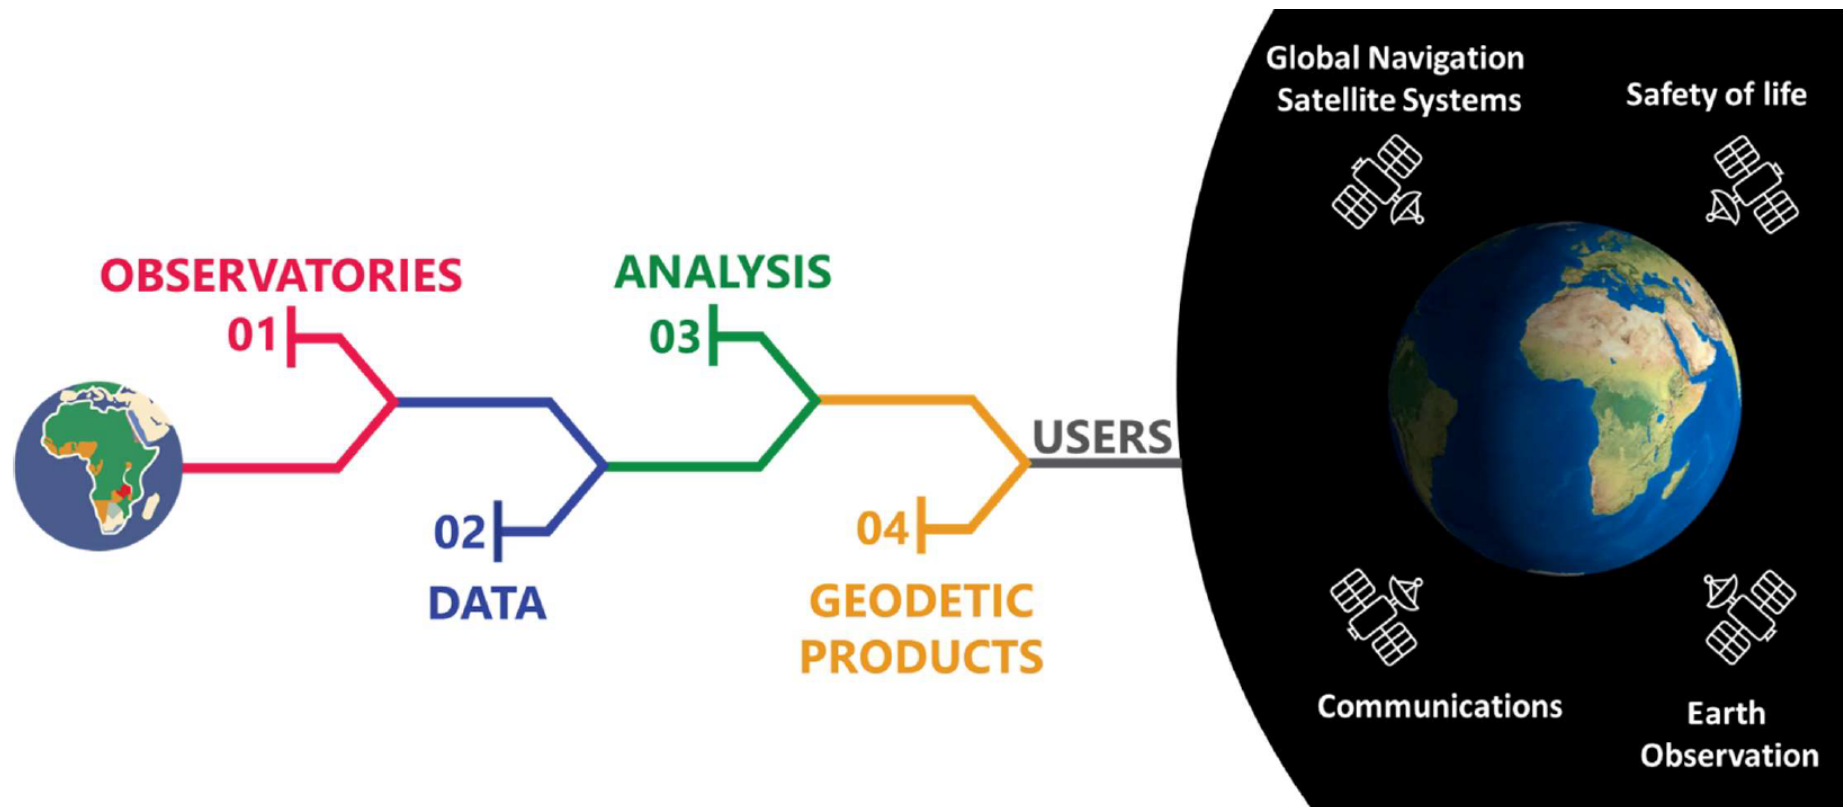 OBSERVATORIES
01
02
DATA
ANALYSIS
03
04
GEODETIC
PRODUCTS
USERS
Global Navigation
Satellite Systems
Safety of life
Communications
Earth
Observation